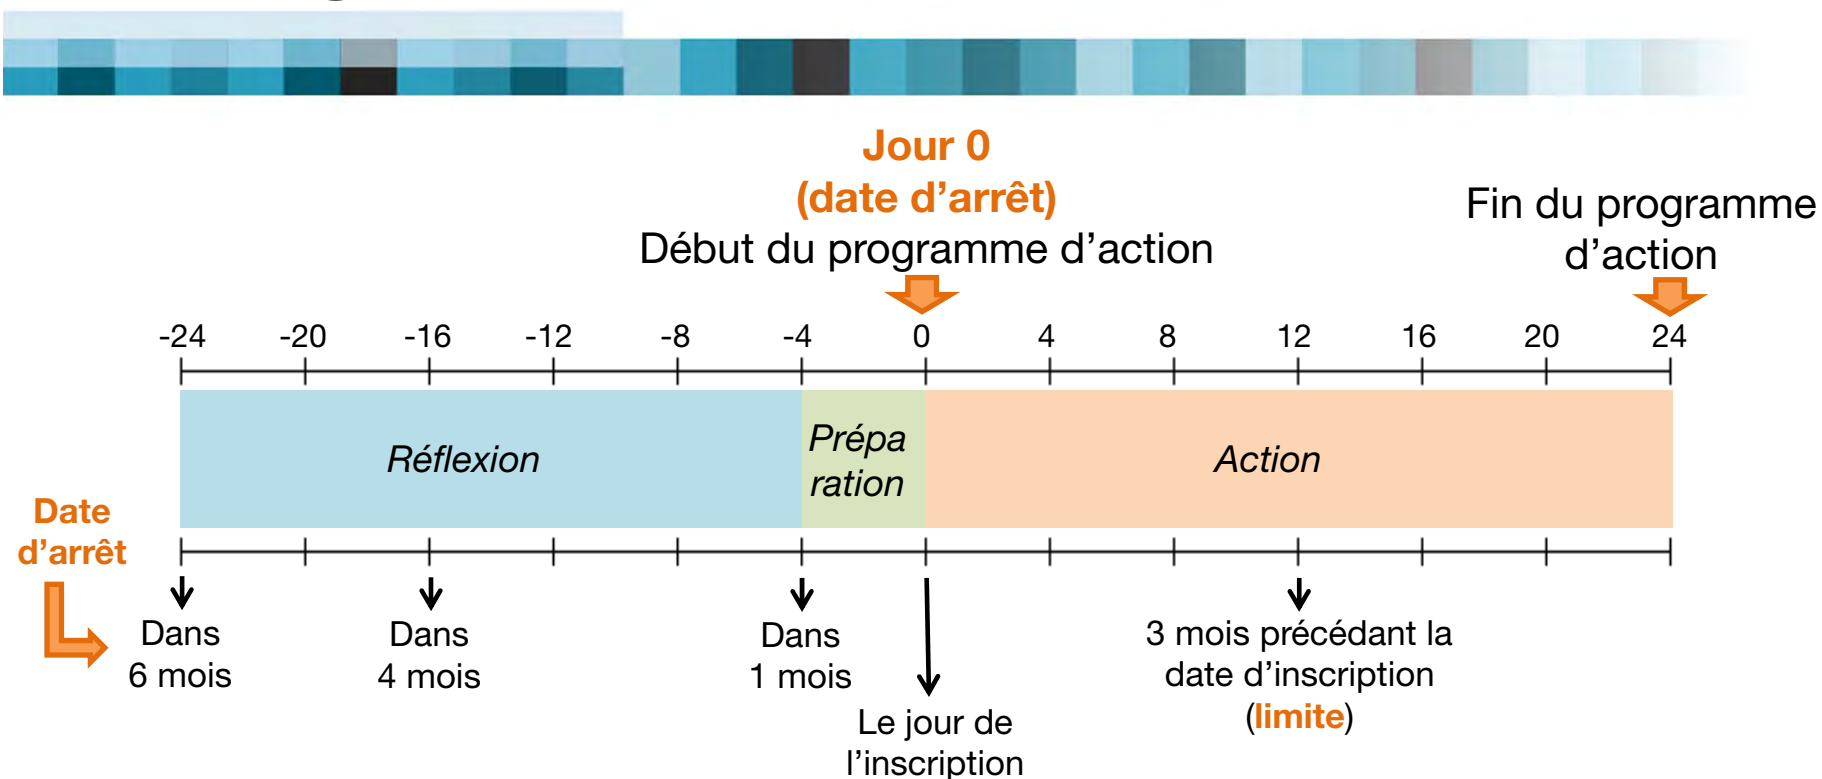 Jour 0
(date d’arrêt)
Début du programme d’action
Fin du programme
d’action
-24 -20 -16 -12 -8 -4 0 4 8 12 16 20 24
Réflexion
Prépa
ration
Action
Date
d’arrêt
Dans
6 mois
Dans
4 mois
Dans
1 mois
Le jour de
l’inscription
3 mois précédant la
date d’inscription
(limite)